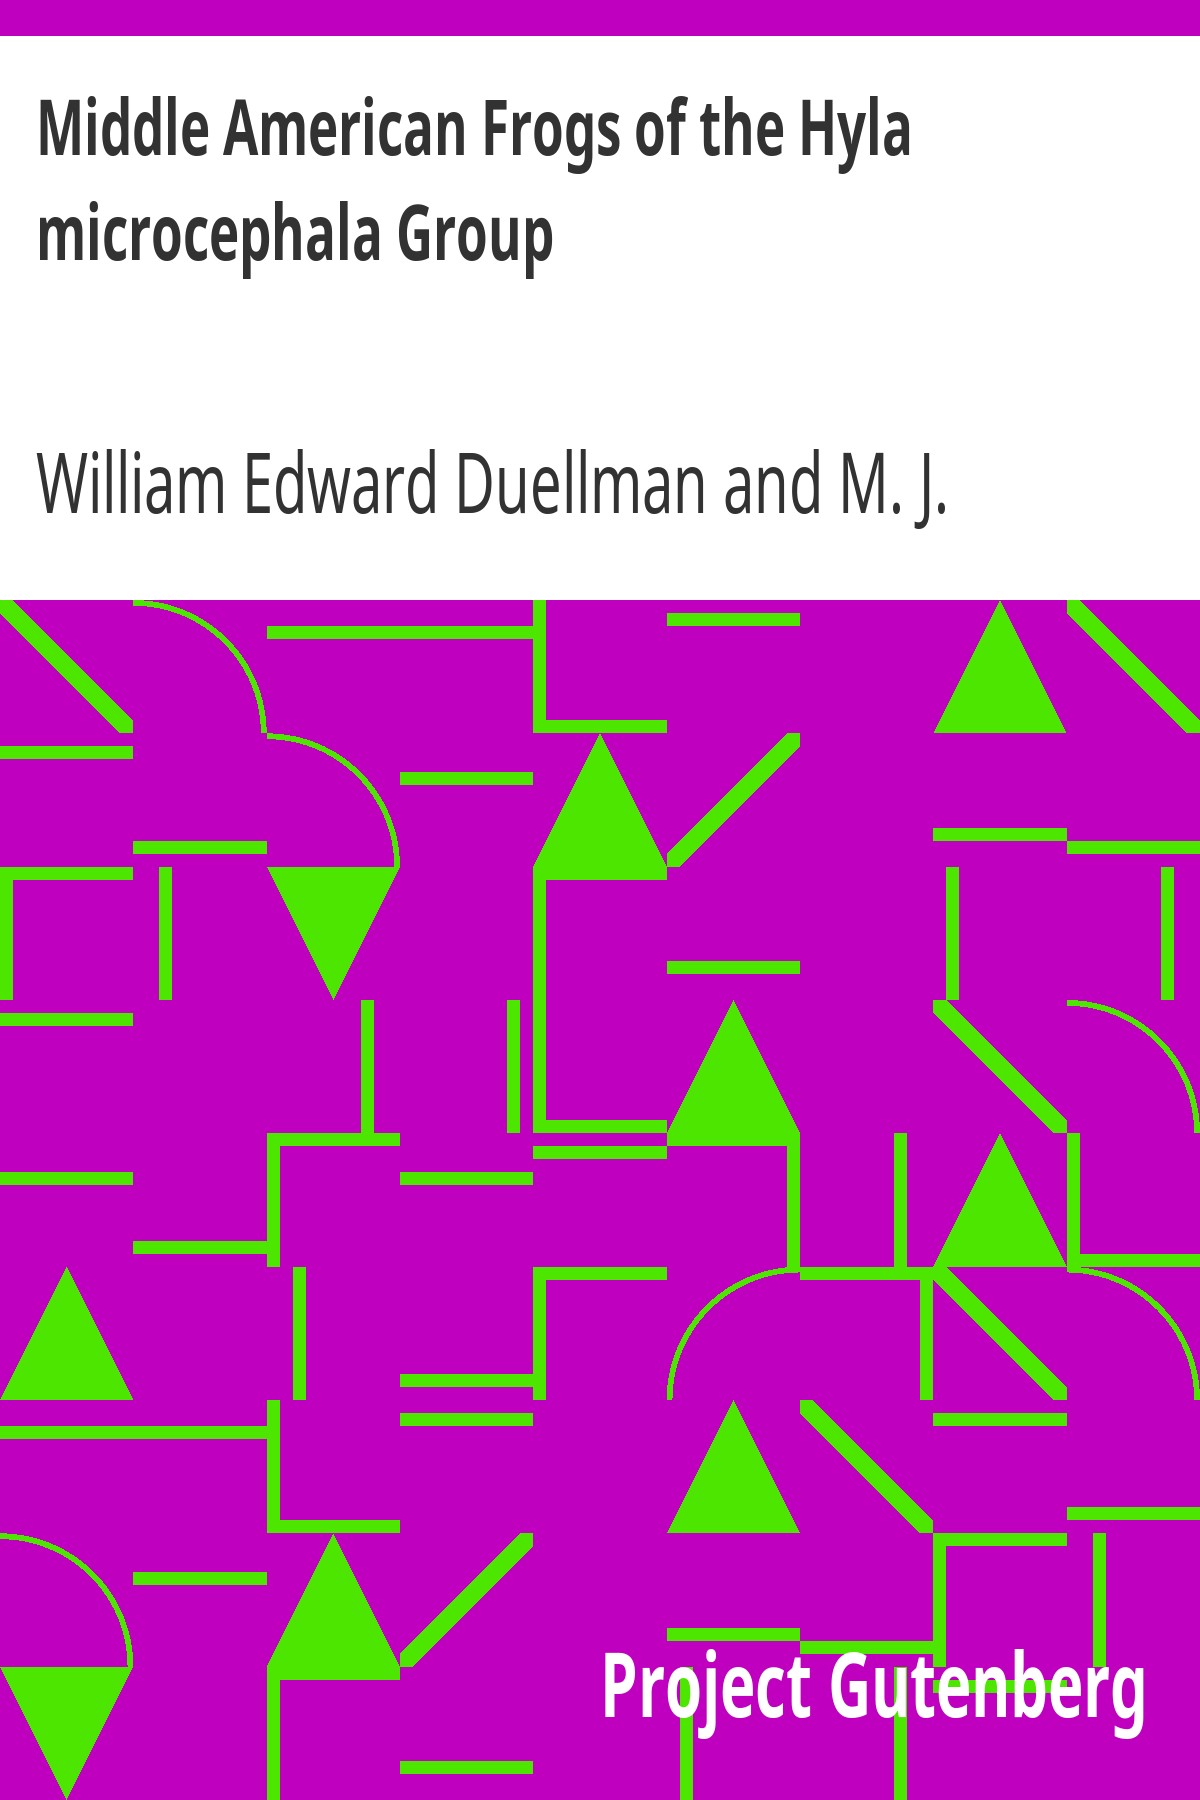 Middle American Frogs of the Hyla
microcephala Group
William Edward Duellman and M. J.
Project Gutenberg